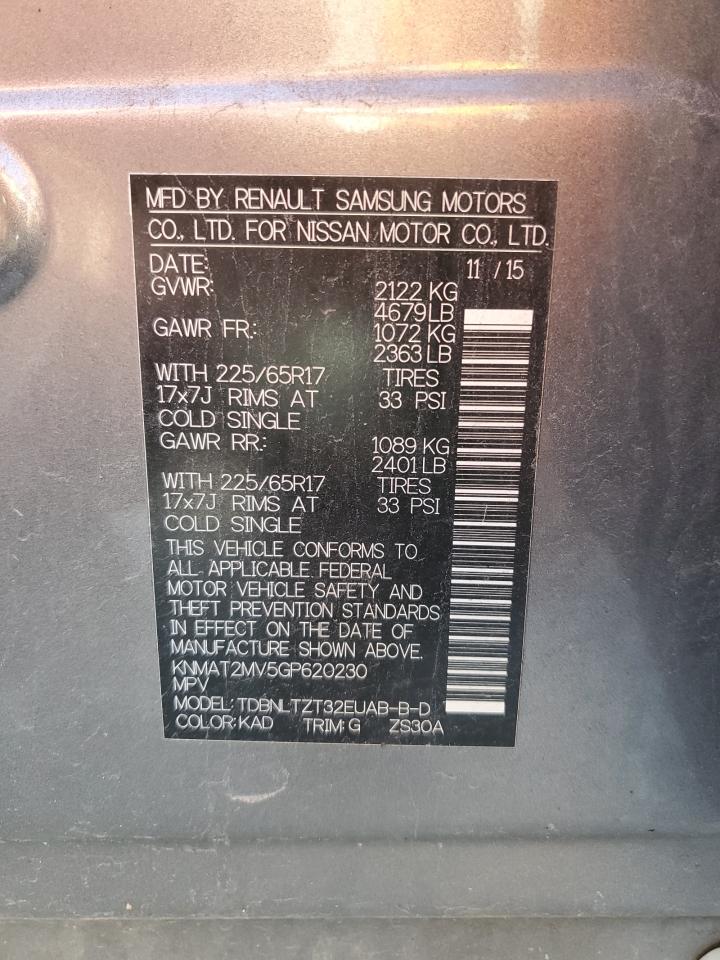 MFD BY RENAULT SAMSUNG MOTORS
CO., LTD. FOR NISSAN MOTOR CO., LTD.
DATE: 11 / 15
GVWR: 2122 KG
4679 LB
GAWR FR.: 1072 KG
2363 LB
WITH 225/65R17 TIRES
17x7J RIMS AT 33 PSI
COLD SINGLE
GAWR RR.: 1089 KG
2401 LB
WITH 225/65R17 TIRES
17x7J RIMS AT 33 PSI
COLD SINGLE
THIS VEHICLE CONFORMS TO
ALL APPLICABLE FEDERAL
MOTOR VEHICLE SAFETY AND
THEFT PREVENTION STANDARDS
IN EFFECT ON THE DATE OF
MANUFACTURE SHOWN ABOVE.
KNMAT2MV5GP620230
MPV
MODEL: TDBNLTZT32EUAB-B-D
COLOR: KAD TRIM: G ZS30A